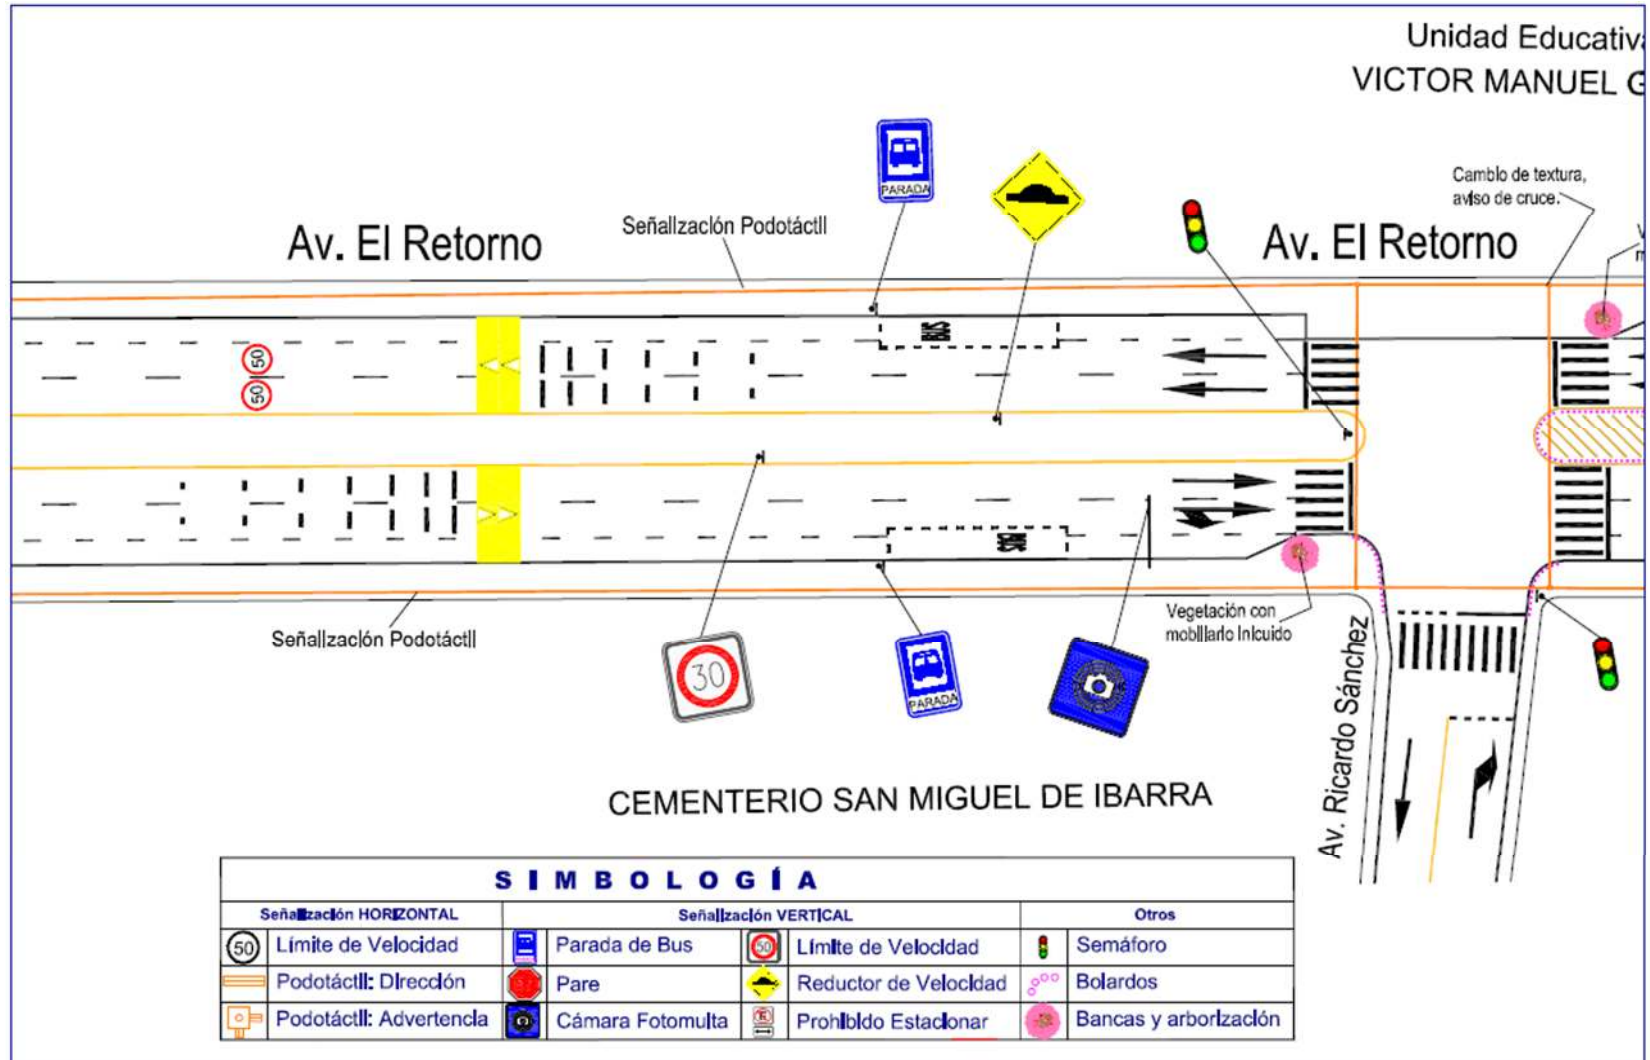 Unidad Educativa
VICTOR MANUEL G
PARADA
Cambio de textura,
aviso de cruce.
Señalización Podotáctil
Av. El Retorno
Av. El Retorno
BUS
50
50
BUS
Señalización Podotáctil
Vegetación con
mobiliario inlcuido
30
PARADA
Av. Ricardo Sánchez
CEMENTERIO SAN MIGUEL DE IBARRA
SIMBOLOGÍA
Señalización HORIZONTAL Señalización VERTICAL Otros
50 Límite de Velocidad Parada de Bus 50 Límite de Velocidad Semáforo
Podotáctil: Dirección Pare Reductor de Velocidad Bolardos
Podotáctil: Advertencia Cámara Fotomulta Prohibido Estacionar Bancas y arborización